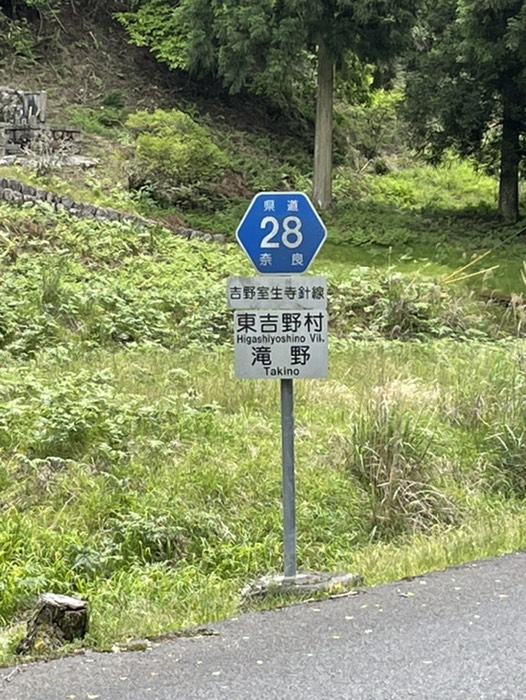 県道
28
奈良
吉野室生寺針線
東吉野村
Higashiyoshino Vil.
滝野
Takino